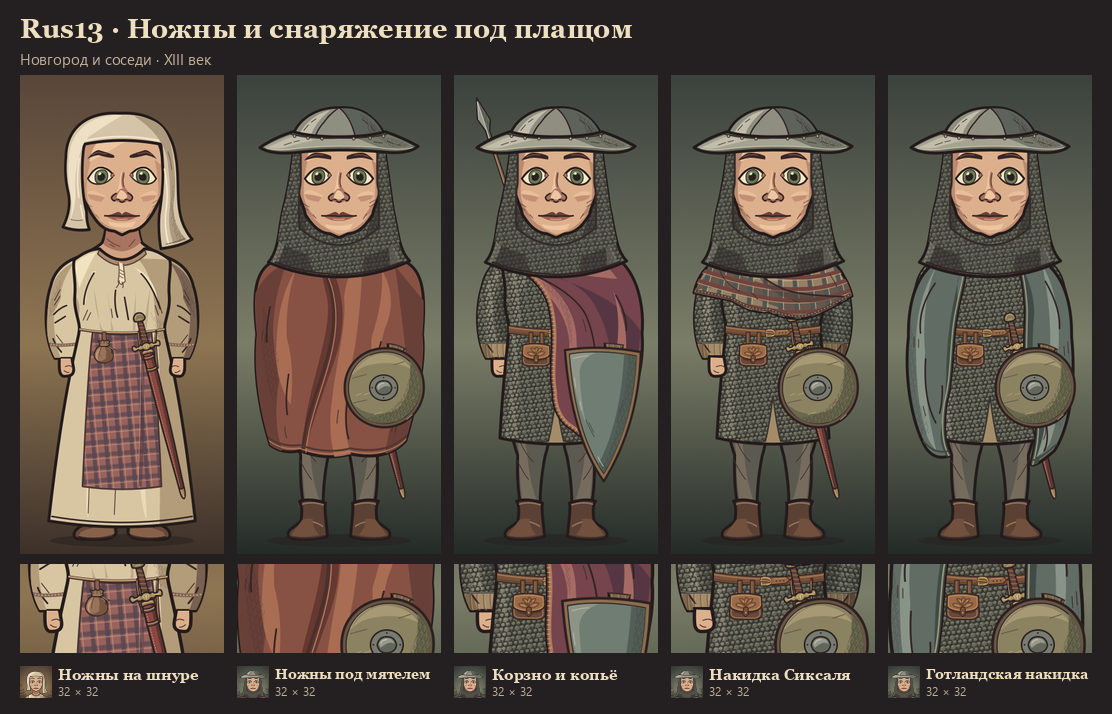 Rus13 · Ножны и снаряжение под плащом
Новгород и соседи · XIII век
Ножны на шнуре
32 × 32
Ножны под мятелем
32 × 32
Корзно и копьё
32 × 32
Накидка Сиксаля
32 × 32
Готландская накидка
32 × 32